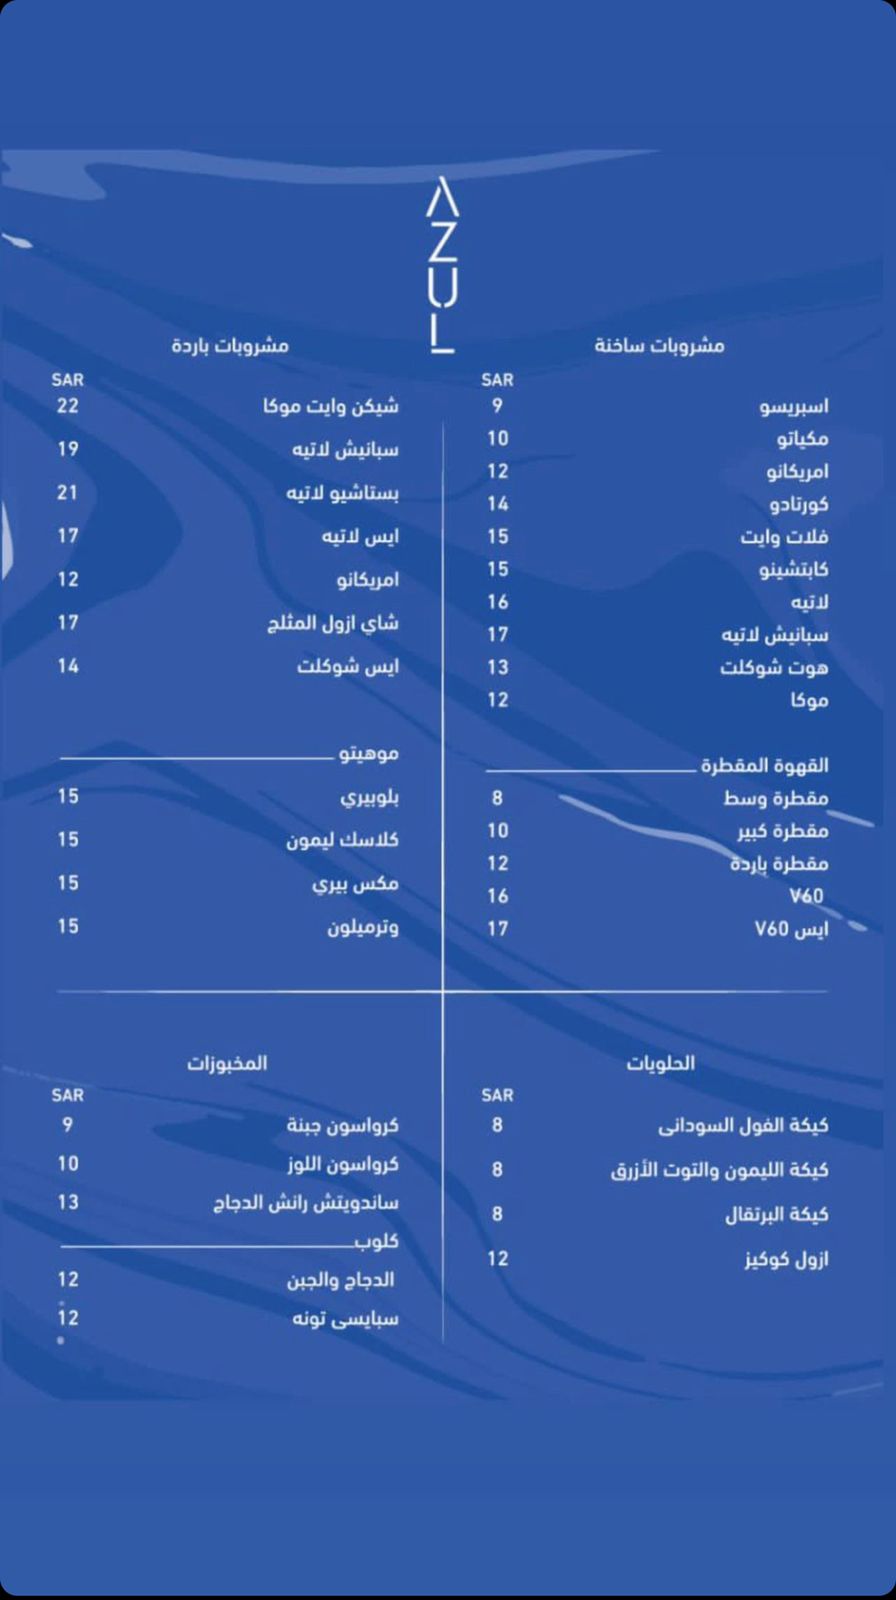 AZUL
مشروبات ساخنة
SAR
اسبريسو 9
مكياتو 10
امريكانو 12
كورتادو 14
فلات وايت 15
كابتشينو 15
لاتيه 16
سبانيش لاتيه 17
هوت شوكلت 13
موكا 12
القهوة المقطرة
مقطرة وسط 8
مقطرة كبير 10
مقطرة باردة 12
V60 16
ايس V60 17
مشروبات باردة
SAR
شيكن وايت موكا 22
سبانيش لاتيه 19
بستاشيو لاتيه 21
ايس لاتيه 17
امريكانو 12
شاي ازول المثلج 17
ايس شوكلت 14
موهيتو
بلوبيري 15
كلاسك ليمون 15
مكس بيري 15
وترميلون 15
الحلويات
SAR
كيكة الفول السودانى 8
كيكة الليمون والتوت الأزرق 8
كيكة البرتقال 8
ازول كوكيز 12
المخبوزات
SAR
كرواسون جبنة 9
كرواسون اللوز 10
ساندويتش رانش الدجاج 13
كلوب
الدجاج والجبن 12
سبايسى تونه 12